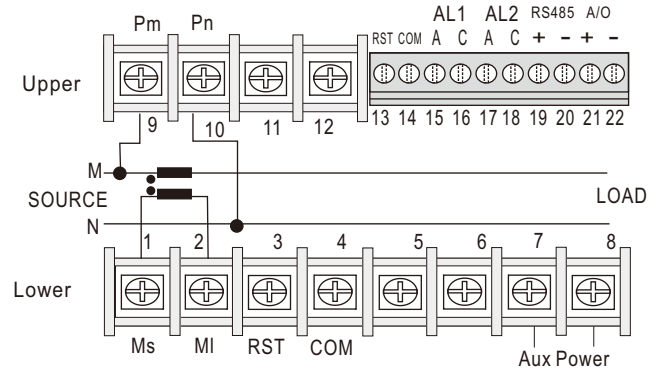 Pm Pn
AL1 AL2 RS485 A/O
RST COM A C A C + − + −
Upper
9 10 11 12
13 14 15 16 17 18 19 20 21 22
M
SOURCE
LOAD
N
1 2 3 4 5 6 7 8
Lower
Ms Ml RST COM
Aux Power